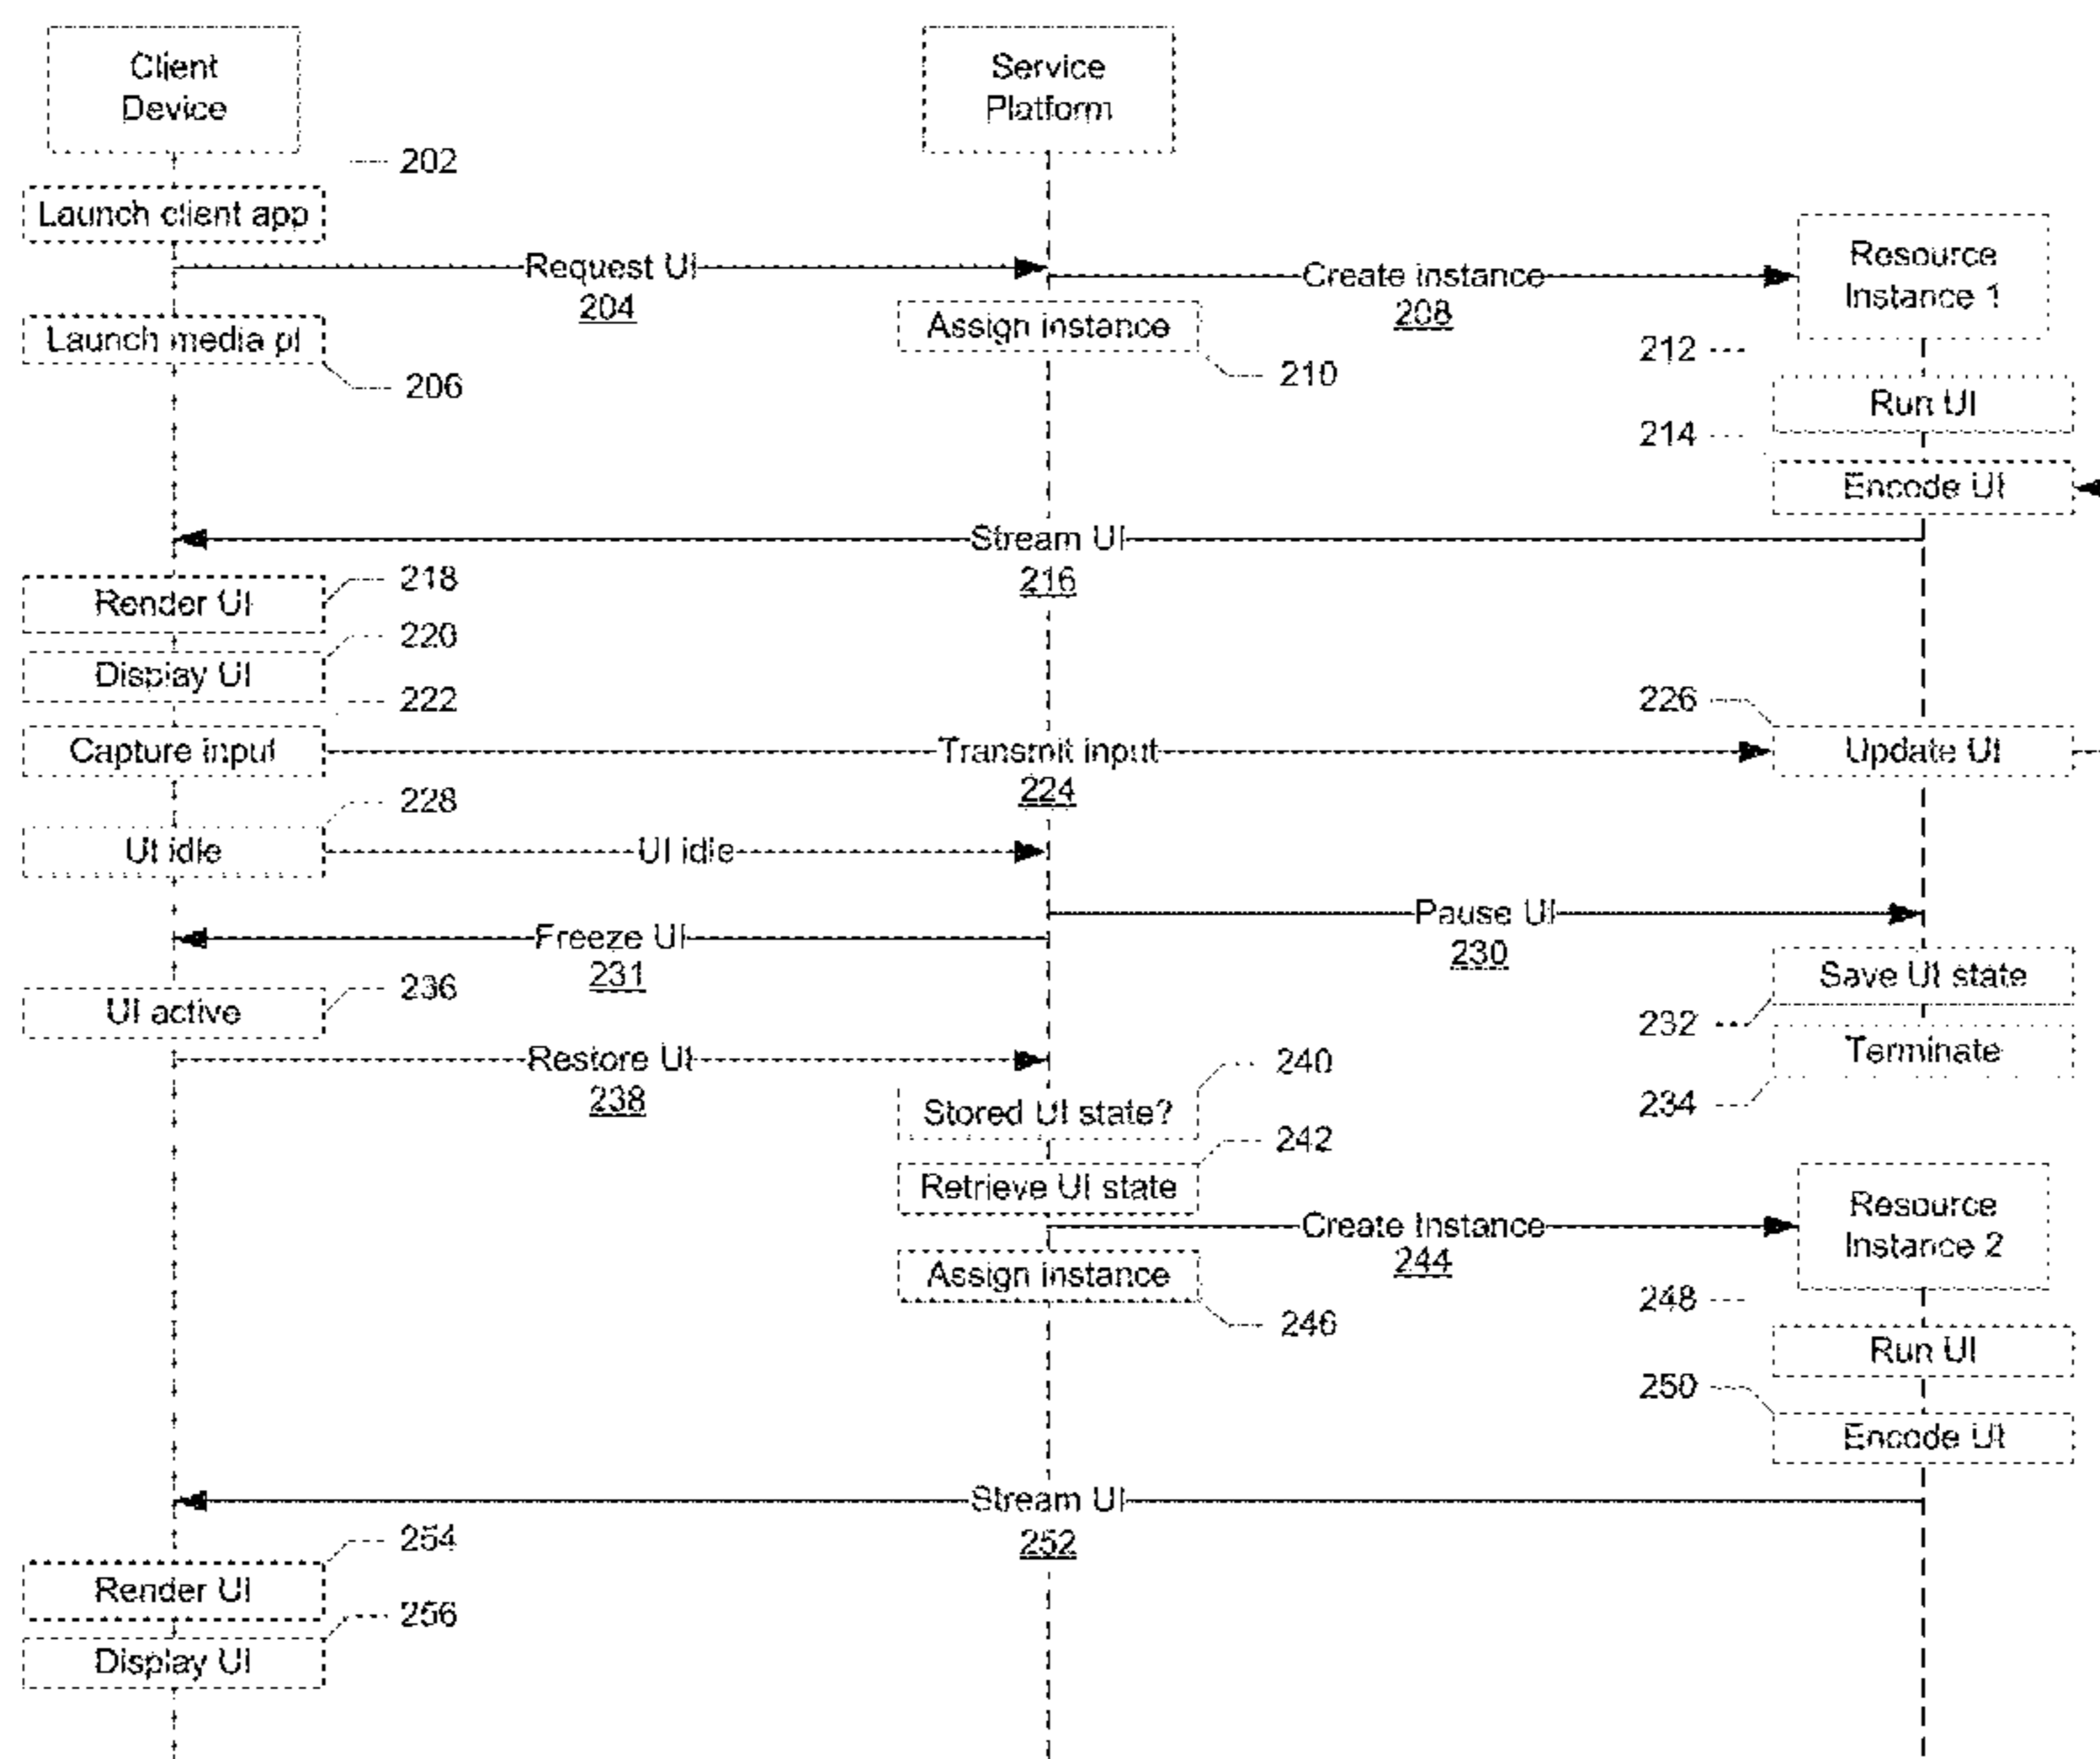 Client
Device
Service
Platform
202
Launch client app
Request UI
204
Create instance
208
Resource
Instance 1
Launch media pl
206
Assign instance
210
212
Run UI
214
Encode UI
Stream UI
216
218
Render UI
220
Display UI
222
Capture input
Transmit input
224
226
Update UI
228
UI idle
UI idle
Pause UI
230
Freeze UI
231
Save UI state
232
236
UI active
Terminate
234
Restore UI
238
240
Stored UI state?
242
Retrieve UI state
Create Instance
244
Resource
Instance 2
Assign instance
246
248
Run UI
250
Encode UI
Stream UI
252
254
Render UI
256
Display UI